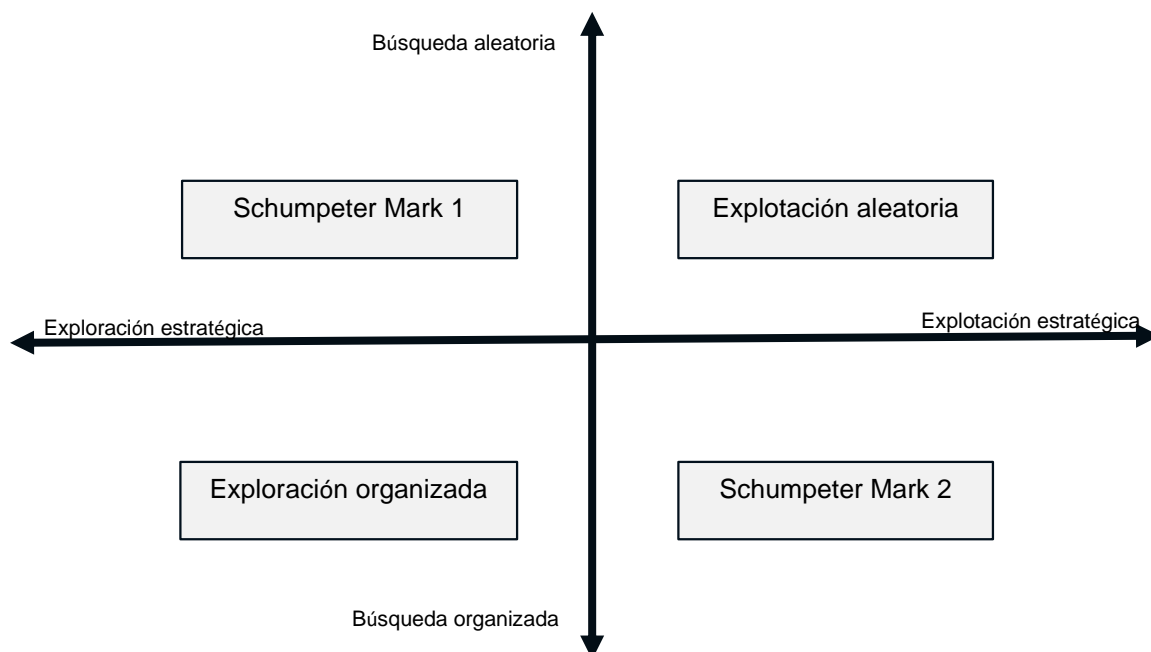 Búsqueda aleatoria
Schumpeter Mark 1
Explotación aleatoria
Exploración estratégica
Explotación estratégica
Exploración organizada
Schumpeter Mark 2
Búsqueda organizada